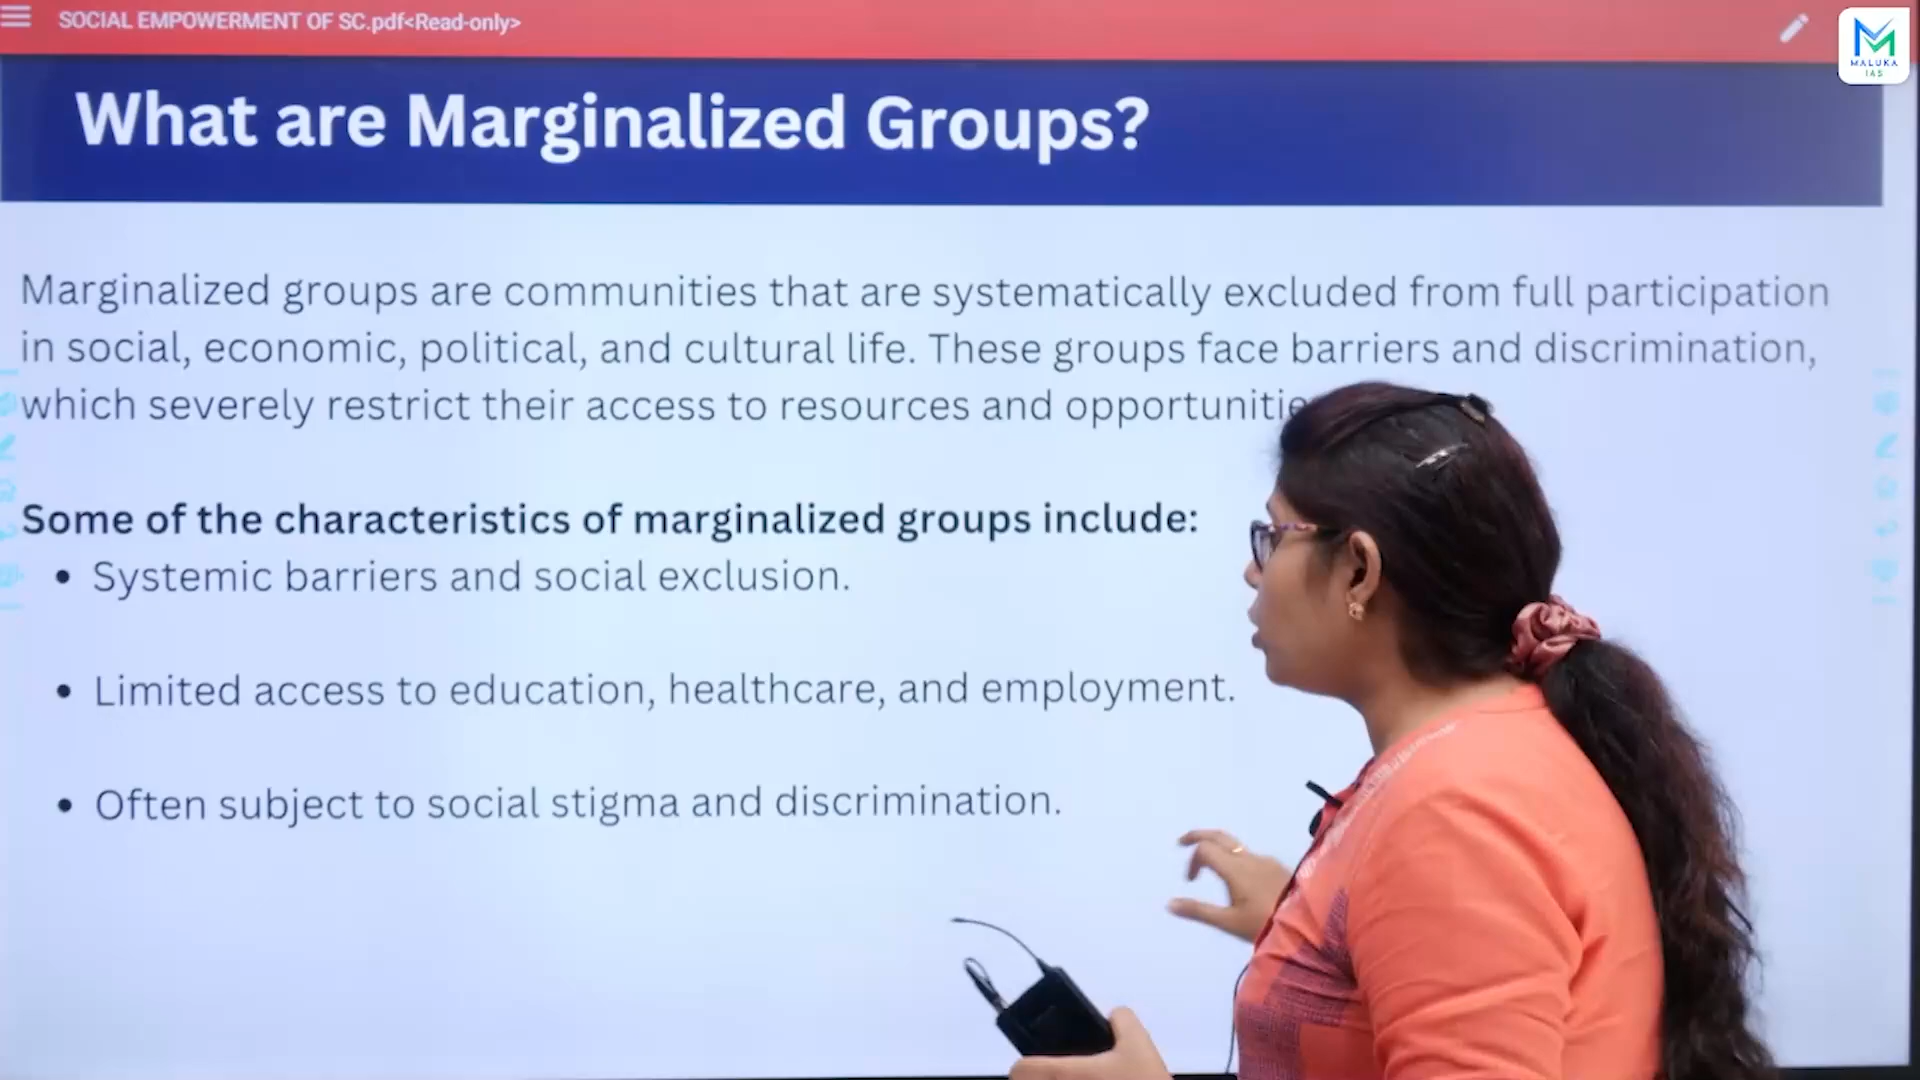 SOCIAL EMPOWERMENT OF SC.pdf<Read-only>
MALUKA
IAS
What are Marginalized Groups?
Marginalized groups are communities that are systematically excluded from full participation
in social, economic, political, and cultural life. These groups face barriers and discrimination,
which severely restrict their access to resources and
Some of the characteristics of marginalized groups include:
• Systemic barriers and social exclusion.
• Limited access to education, healthcare, and employment.
• Often subject to social stigma and discrimination.